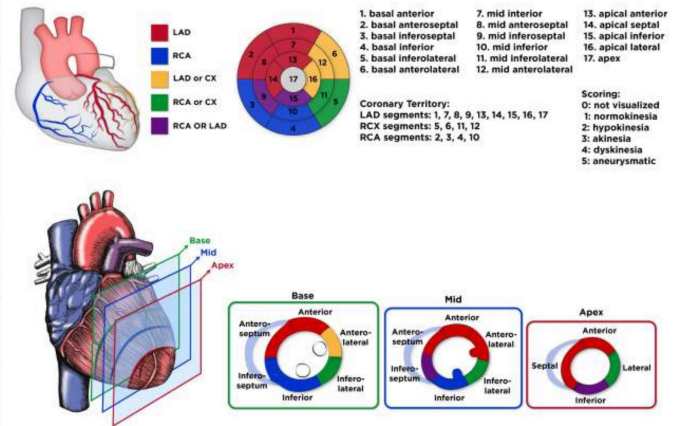 LAD
RCA
LAD or CX
RCA or CX
RCA OR LAD
1
7
13
2
8
14
17
16
12
6
9
15
3
10
11
5
4
1. basal anterior
2. basal anteroseptal
3. basal inferoseptal
4. basal inferior
5. basal inferolateral
6. basal anterolateral
7. mid interior
8. mid anteroseptal
9. mid inferoseptal
10. mid inferior
11. mid inferolateral
12. mid anterolateral
13. apical anterior
14. apical septal
15. apical inferior
16. apical lateral
17. apex
Coronary Territory:
LAD segments: 1, 7, 8, 9, 13, 14, 15, 16, 17
RCX segments: 5, 6, 11, 12
RCA segments: 2, 3, 4, 10
Scoring:
0: not visualized
1: normokinesia
2: hypokinesia
3: akinesia
4: dyskinesia
5: aneurysmatic
Base
Mid
Apex
Base
Anterior
Antero-
septum
Antero-
lateral
Infero-
septum
Infero-
lateral
Inferior
Mid
Anterior
Antero-
septum
Antero-
lateral
Infero-
septum
Infero-
lateral
Inferior
Apex
Anterior
Septal
Lateral
Inferior